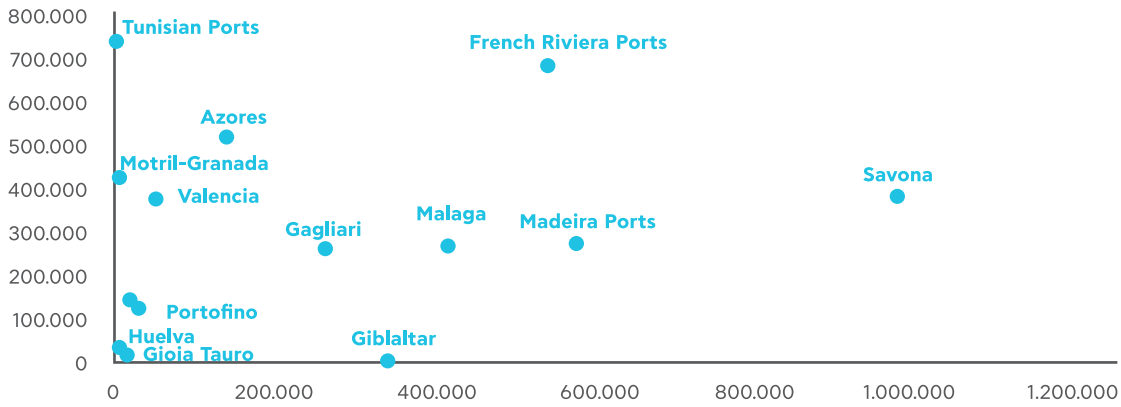 800.000
Tunisian Ports
700.000
French Riviera Ports
600.000
Azores
500.000
Motril-Granada
400.000
Valencia
Savona
300.000
Gagliari
Malaga
Madeira Ports
200.000
100.000
Portofino
Huelva
Gioia Tauro
Giblaltar
0
0 200.000 400.000 600.000 800.000 1.000.000 1.200.000